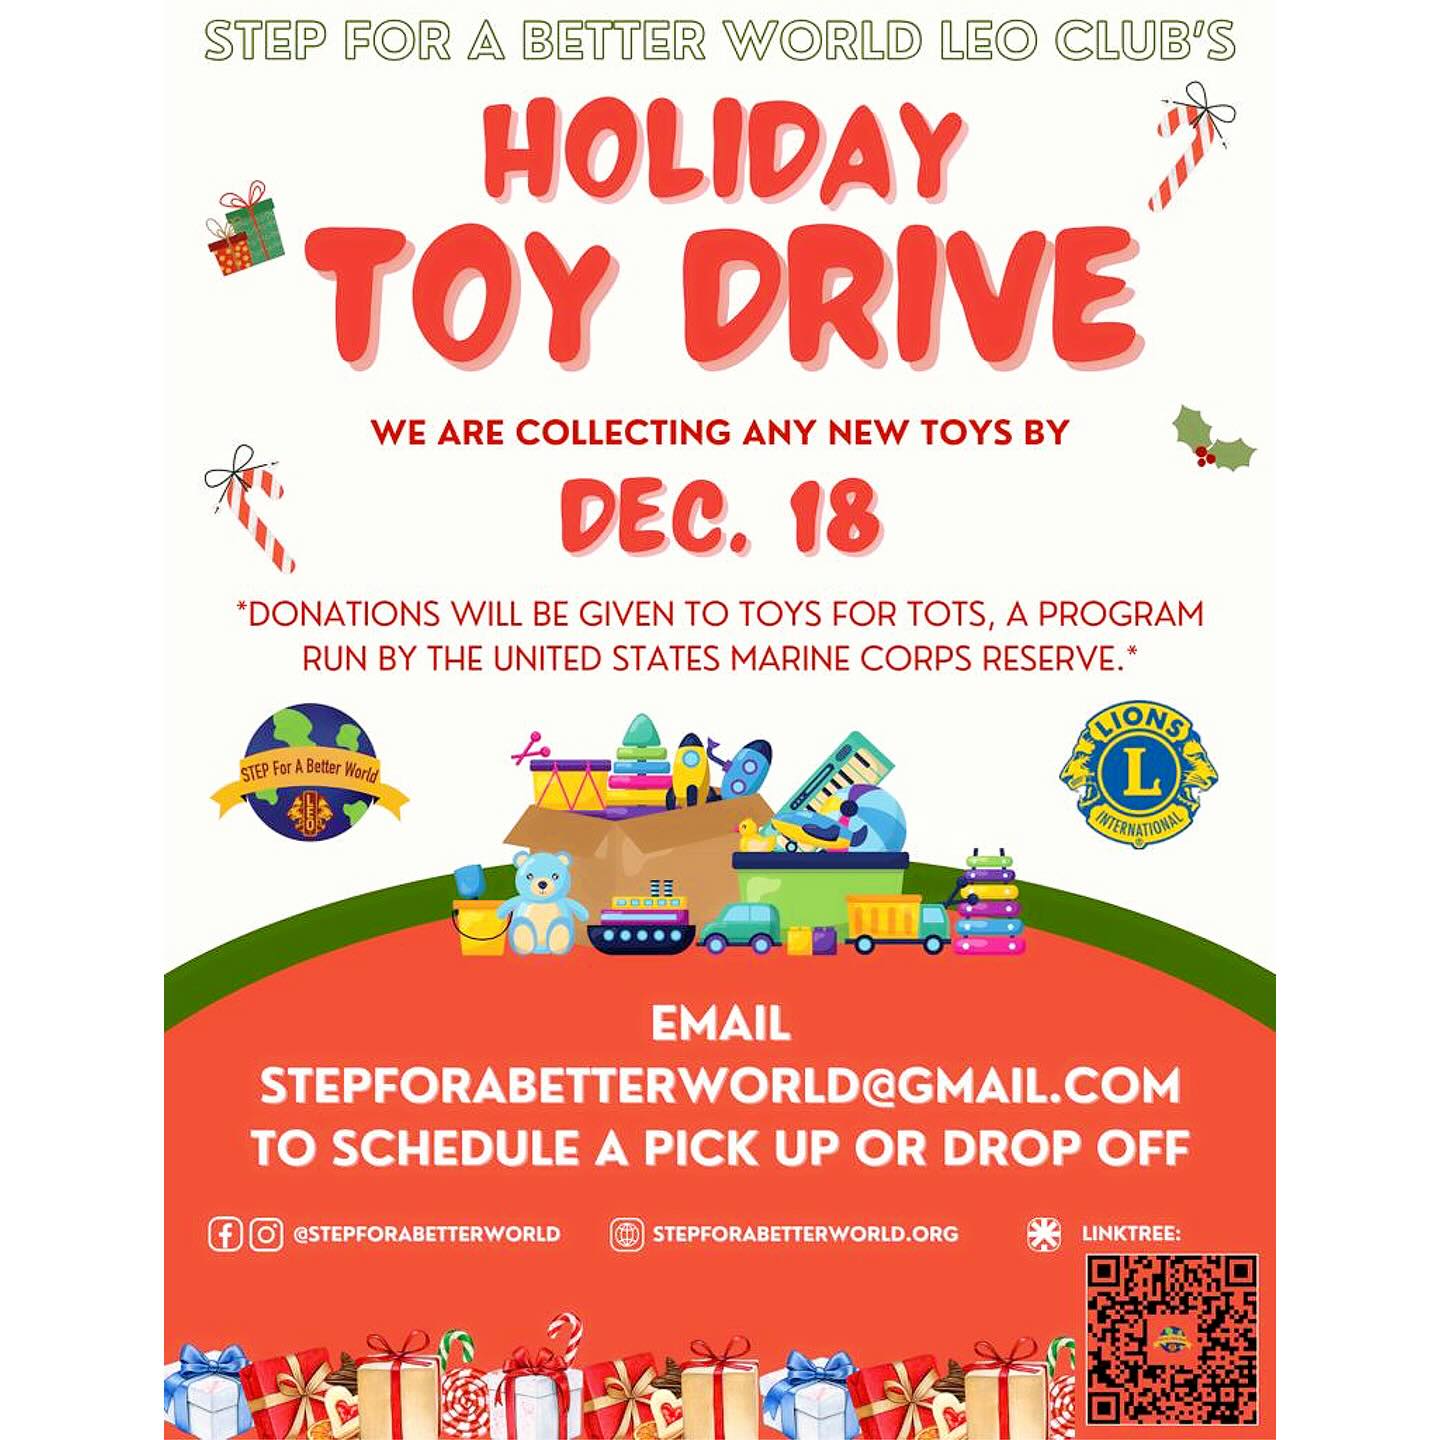 STEP FOR A BETTER WORLD LEO CLUB'S
HOLIDAY
TOY DRIVE
WE ARE COLLECTING ANY NEW TOYS BY
DEC. 18
*DONATIONS WILL BE GIVEN TO TOYS FOR TOTS, A PROGRAM
RUN BY THE UNITED STATES MARINE CORPS RESERVE.*
STEP For A Better World
LEO
LIONS
L
INTERNATIONAL
EMAIL
STEPFORABETTERWORLD@GMAIL.COM
TO SCHEDULE A PICK UP OR DROP OFF
@STEPFORABETTERWORLD
STEPFORABETTERWORLD.ORG
LINKTREE: